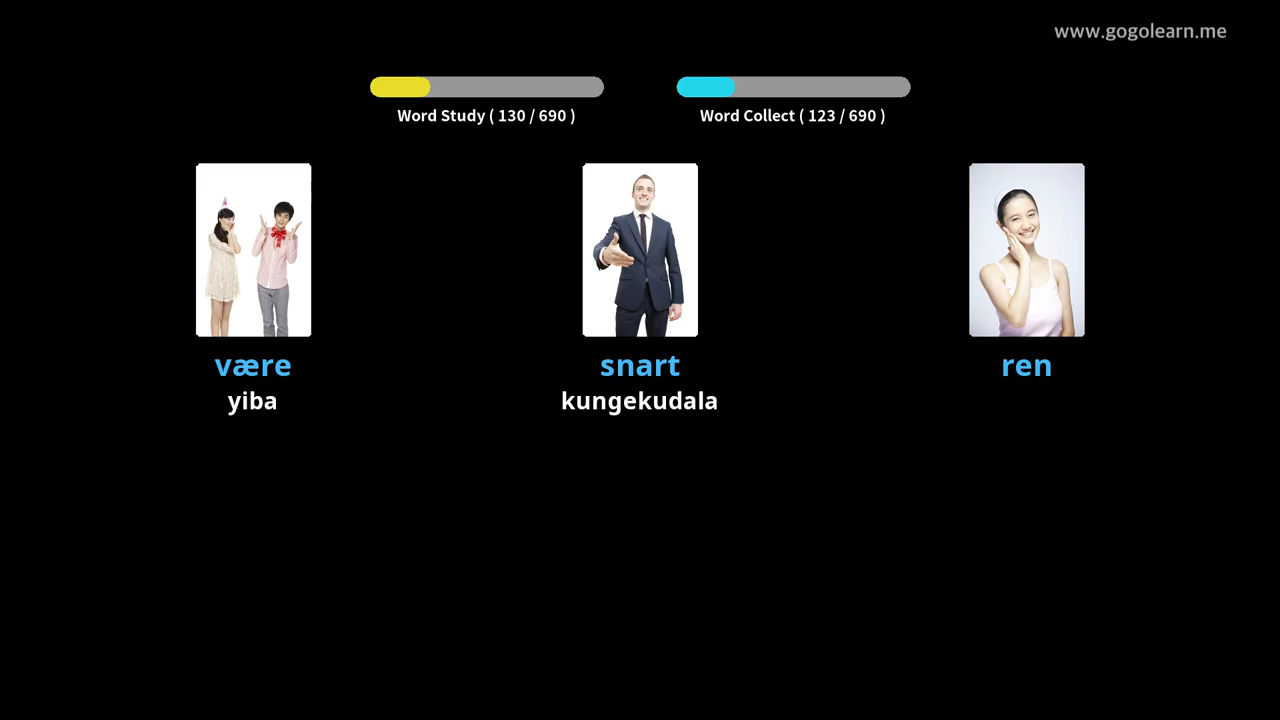 www.gogolearn.me
Word Study ( 130 / 690 )
Word Collect ( 123 / 690 )
være
snart
ren
yiba
kungekudala